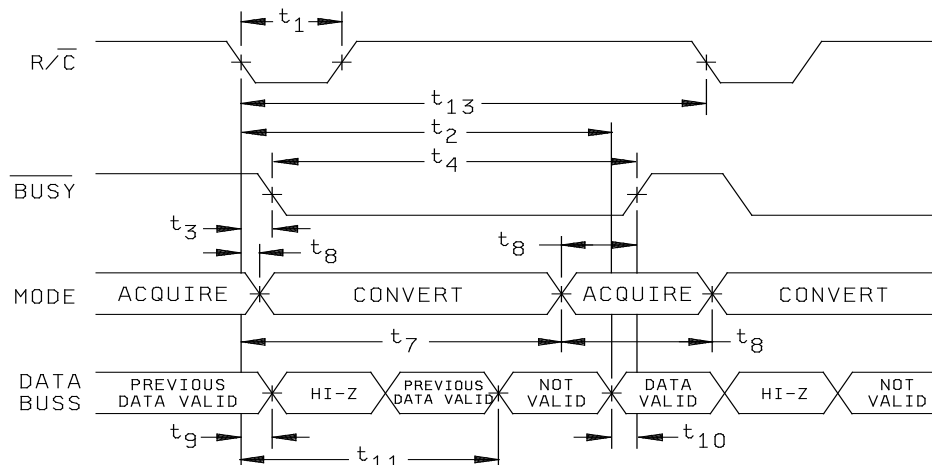 t1
R/C̅
t13
t2
t4
B̅U̅S̅Y̅
t3
t8
t8
MODE
ACQUIRE
CONVERT
ACQUIRE
CONVERT
t7
t8
DATA
BUSS
PREVIOUS
DATA VALID
HI-Z
PREVIOUS
DATA VALID
NOT
VALID
DATA
VALID
HI-Z
NOT
VALID
t9
t10
t11